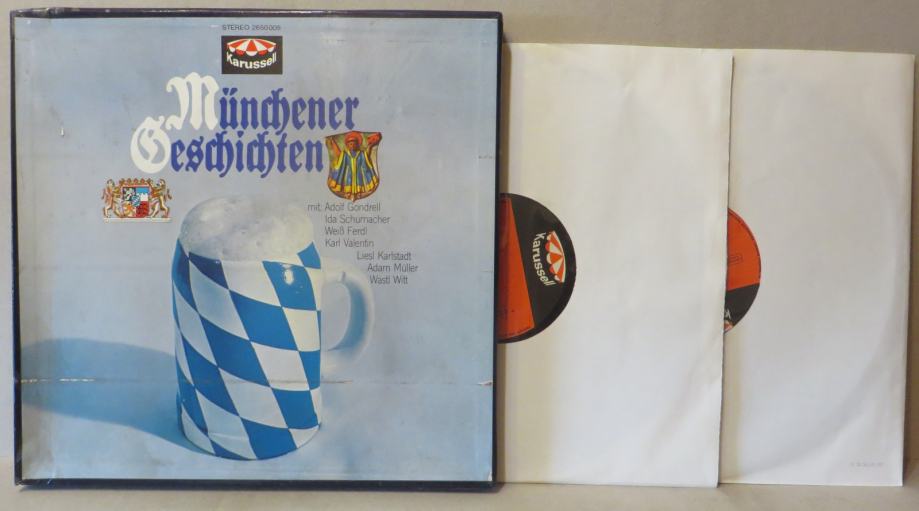 STEREO 2650005
Karussell
Münchener
Geschichten
mit: Adolf Gondrell
Ida Schumacher
Weiß Ferdl
Karl Valentin
Liesl Karlstadt
Adam Müller
Wastl Witt
Karussell